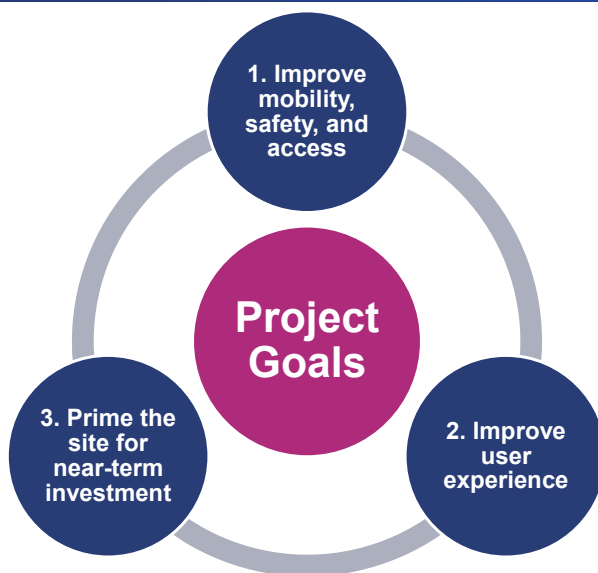 1. Improve
mobility,
safety, and
access
Project
Goals
3. Prime the
site for
near-term
investment
2. Improve
user
experience